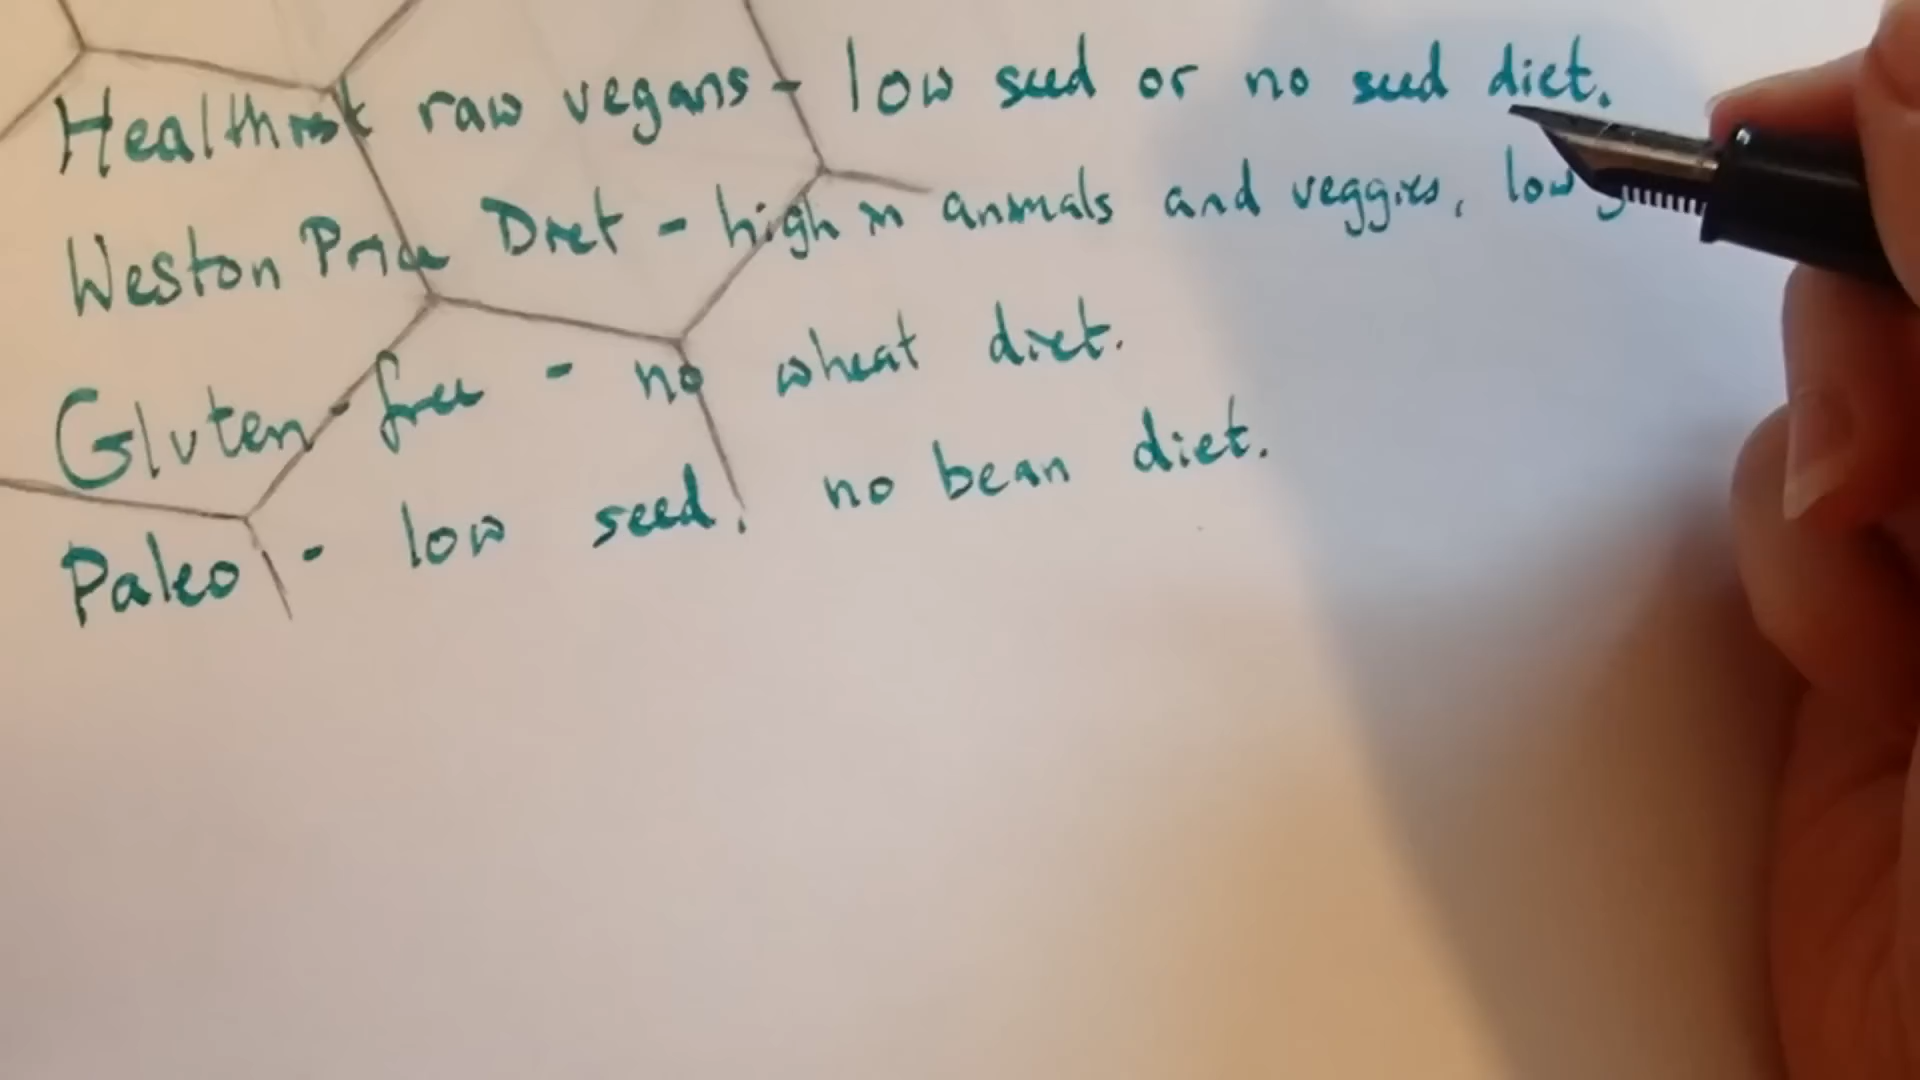 Healthiest raw vegans - low seed or no seed diet.
Weston Price Diet - high in animals and veggies, low
Gluten-free - no wheat diet.
Paleo - low seed, no bean diet.